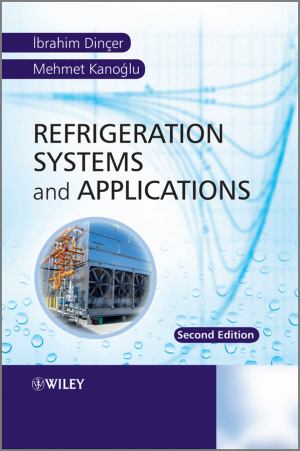 İbrahim Dinçer
Mehmet Kanoğlu
REFRIGERATION
SYSTEMS
and APPLICATIONS
Second Edition
WILEY